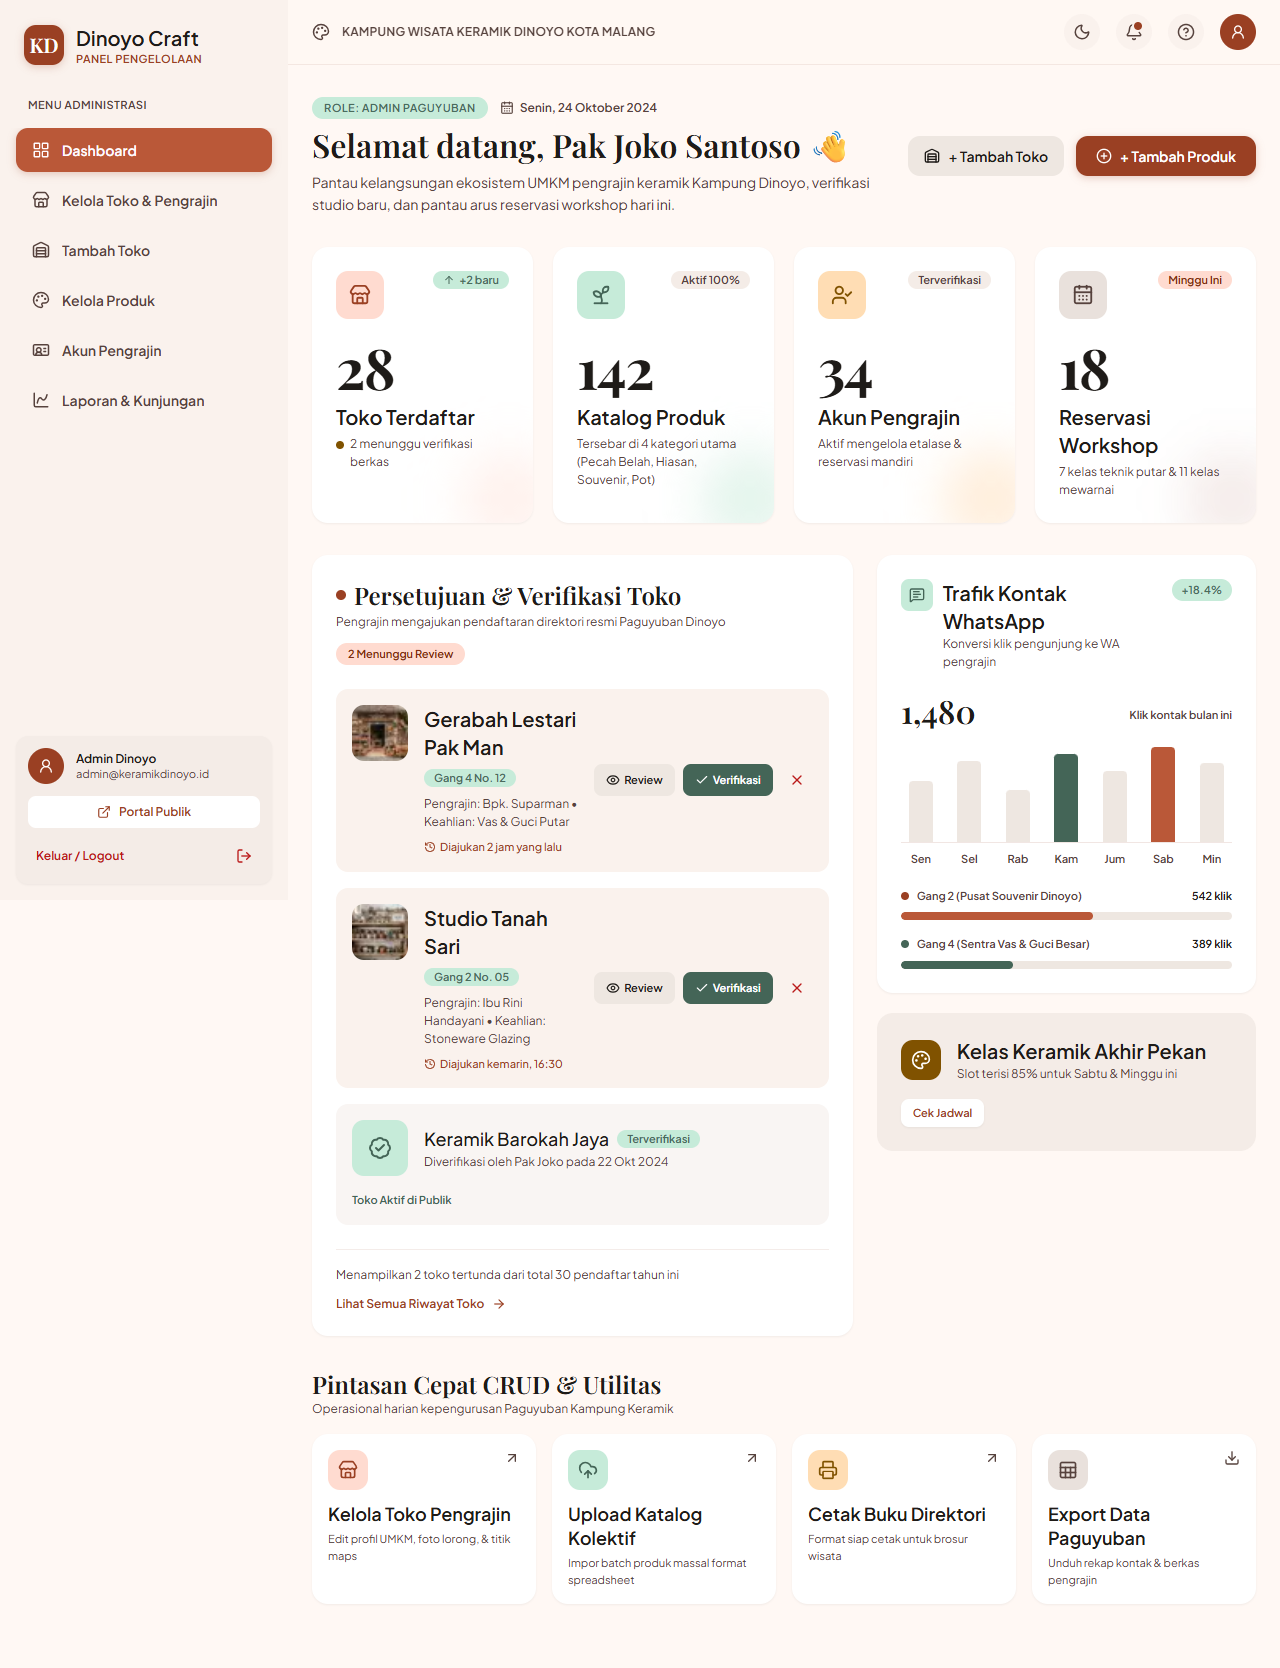 KD
Dinoyo Craft
PANEL PENGELOLAAN
MENU ADMINISTRASI
Dashboard
Kelola Toko & Pengrajin
Tambah Toko
Kelola Produk
Akun Pengrajin
Laporan & Kunjungan
Admin Dinoyo
admin@keramikdinoyo.id
Portal Publik
Keluar / Logout
KAMPUNG WISATA KERAMIK DINOYO KOTA MALANG
ROLE: ADMIN PAGUYUBAN
Senin, 24 Oktober 2024
Selamat datang, Pak Joko Santoso 👋
Pantau kelangsungan ekosistem UMKM pengrajin keramik Kampung Dinoyo, verifikasi
studio baru, dan pantau arus reservasi workshop hari ini.
+ Tambah Toko
+ Tambah Produk
+2 baru
28
Toko Terdaftar
2 menunggu verifikasi
berkas
Aktif 100%
142
Katalog Produk
Tersebar di 4 kategori utama
(Pecah Belah, Hiasan,
Souvenir, Pot)
Terverifikasi
34
Akun Pengrajin
Aktif mengelola etalase &
reservasi mandiri
Minggu Ini
18
Reservasi
Workshop
7 kelas teknik putar & 11 kelas
mewarnai
Persetujuan & Verifikasi Toko
Pengrajin mengajukan pendaftaran direktori resmi Paguyuban Dinoyo
2 Menunggu Review
Gerabah Lestari
Pak Man
Gang 4 No. 12
Pengrajin: Bpk. Suparman •
Keahlian: Vas & Guci Putar
Diajukan 2 jam yang lalu
Review
Verifikasi
Studio Tanah
Sari
Gang 2 No. 05
Pengrajin: Ibu Rini
Handayani • Keahlian:
Stoneware Glazing
Diajukan kemarin, 16:30
Review
Verifikasi
Keramik Barokah Jaya
Terverifikasi
Diverifikasi oleh Pak Joko pada 22 Okt 2024
Toko Aktif di Publik
Menampilkan 2 toko tertunda dari total 30 pendaftar tahun ini
Lihat Semua Riwayat Toko
Trafik Kontak
WhatsApp
+18.4%
Konversi klik pengunjung ke WA
pengrajin
1,480
Klik kontak bulan ini
Sen
Sel
Rab
Kam
Jum
Sab
Min
Gang 2 (Pusat Souvenir Dinoyo)
542 klik
Gang 4 (Sentra Vas & Guci Besar)
389 klik
Kelas Keramik Akhir Pekan
Slot terisi 85% untuk Sabtu & Minggu ini
Cek Jadwal
Pintasan Cepat CRUD & Utilitas
Operasional harian kepengurusan Paguyuban Kampung Keramik
Kelola Toko Pengrajin
Edit profil UMKM, foto lorong, & titik
maps
Upload Katalog
Kolektif
Impor batch produk massal format
spreadsheet
Cetak Buku Direktori
Format siap cetak untuk brosur
wisata
Export Data
Paguyuban
Unduh rekap kontak & berkas
pengrajin